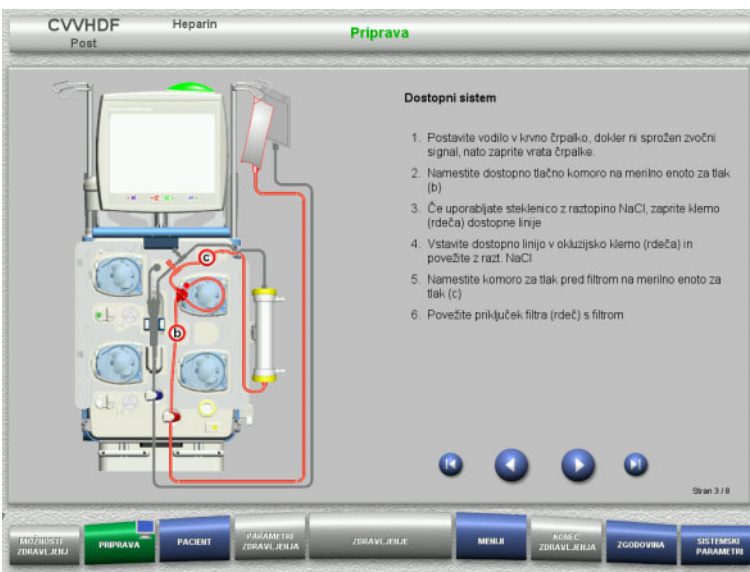 CVVHDF
Post
Heparin
Priprava
Dostopni sistem
1. Postavite vodilo v krvno črpalko, dokler ni sprožen zvočni
signal, nato zaprite vrata črpalke.
2. Namestite dostopno tlačno komoro na merilno enoto za tlak
(b)
3. Če uporabljate steklenico z raztopino NaCl, zaprite klemo
(rdeča) dostopne linije
4. Vstavite dostopno linijo v okluzijsko klemo (rdeča) in
povežite z razt. NaCl
5. Namestite komoro za tlak pred filtrom na merilno enoto za
tlak (c)
6. Povežite priključek filtra (rdeč) s filtrom
c
b
Stran 3 / 8
MOŽNOSTI
ZDRAVLJENJ
PRIPRAVA
PACIENT
PARAMETRI
ZDRAVLJENJA
ZDRAVLJENJE
MENIJI
KONEC
ZDRAVLJENJA
ZGODOVINA
SISTEMSKI
PARAMETRI